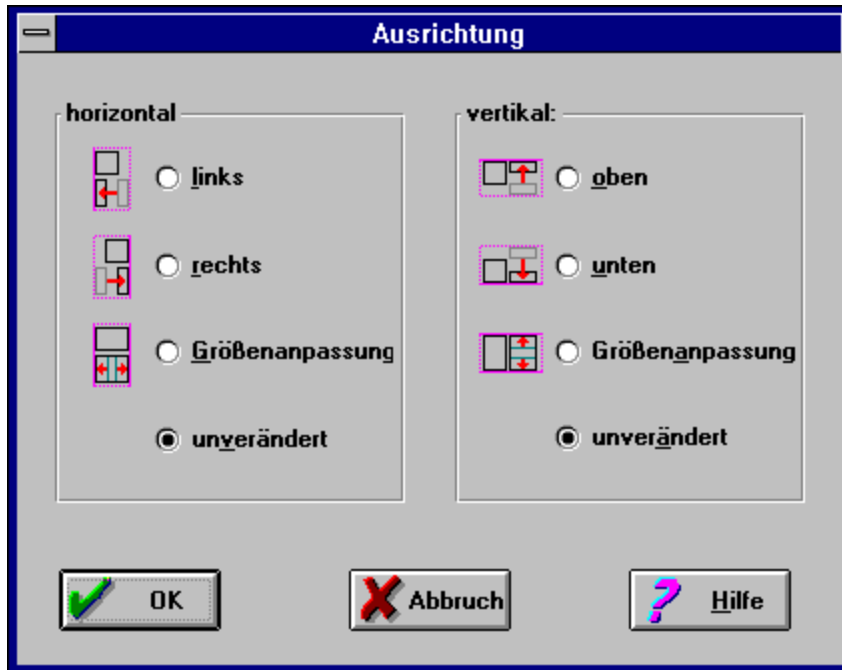 Ausrichtung
horizontal
links
rechts
Größenanpassung
unverändert
vertikal:
oben
unten
Größenanpassung
unverändert
OK
Abbruch
Hilfe